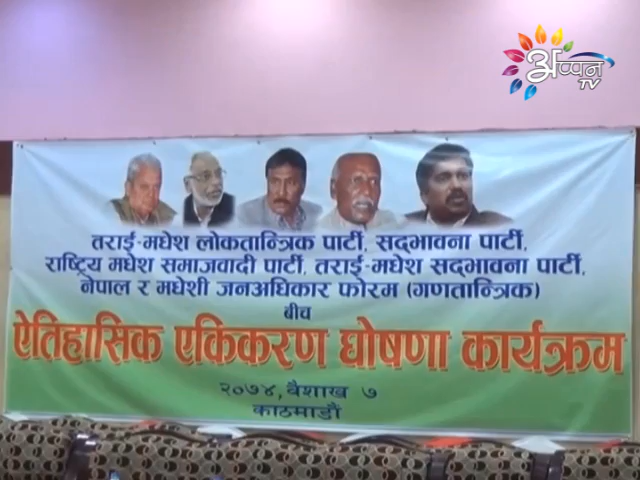 अप्पन
TV
तराई-मधेश लोकतान्त्रिक पार्टी, सद्‌भावना पार्टी,
राष्ट्रिय मधेश समाजवादी पार्टी, तराई-मधेश सद्‌भावना पार्टी,
नेपाल र मधेशी जनअधिकार फोरम (गणतान्त्रिक)
बीच
ऐतिहासिक एकिकरण घोषणा कार्यक्रम
२०७४, वैशाख ७
काठमाडौं